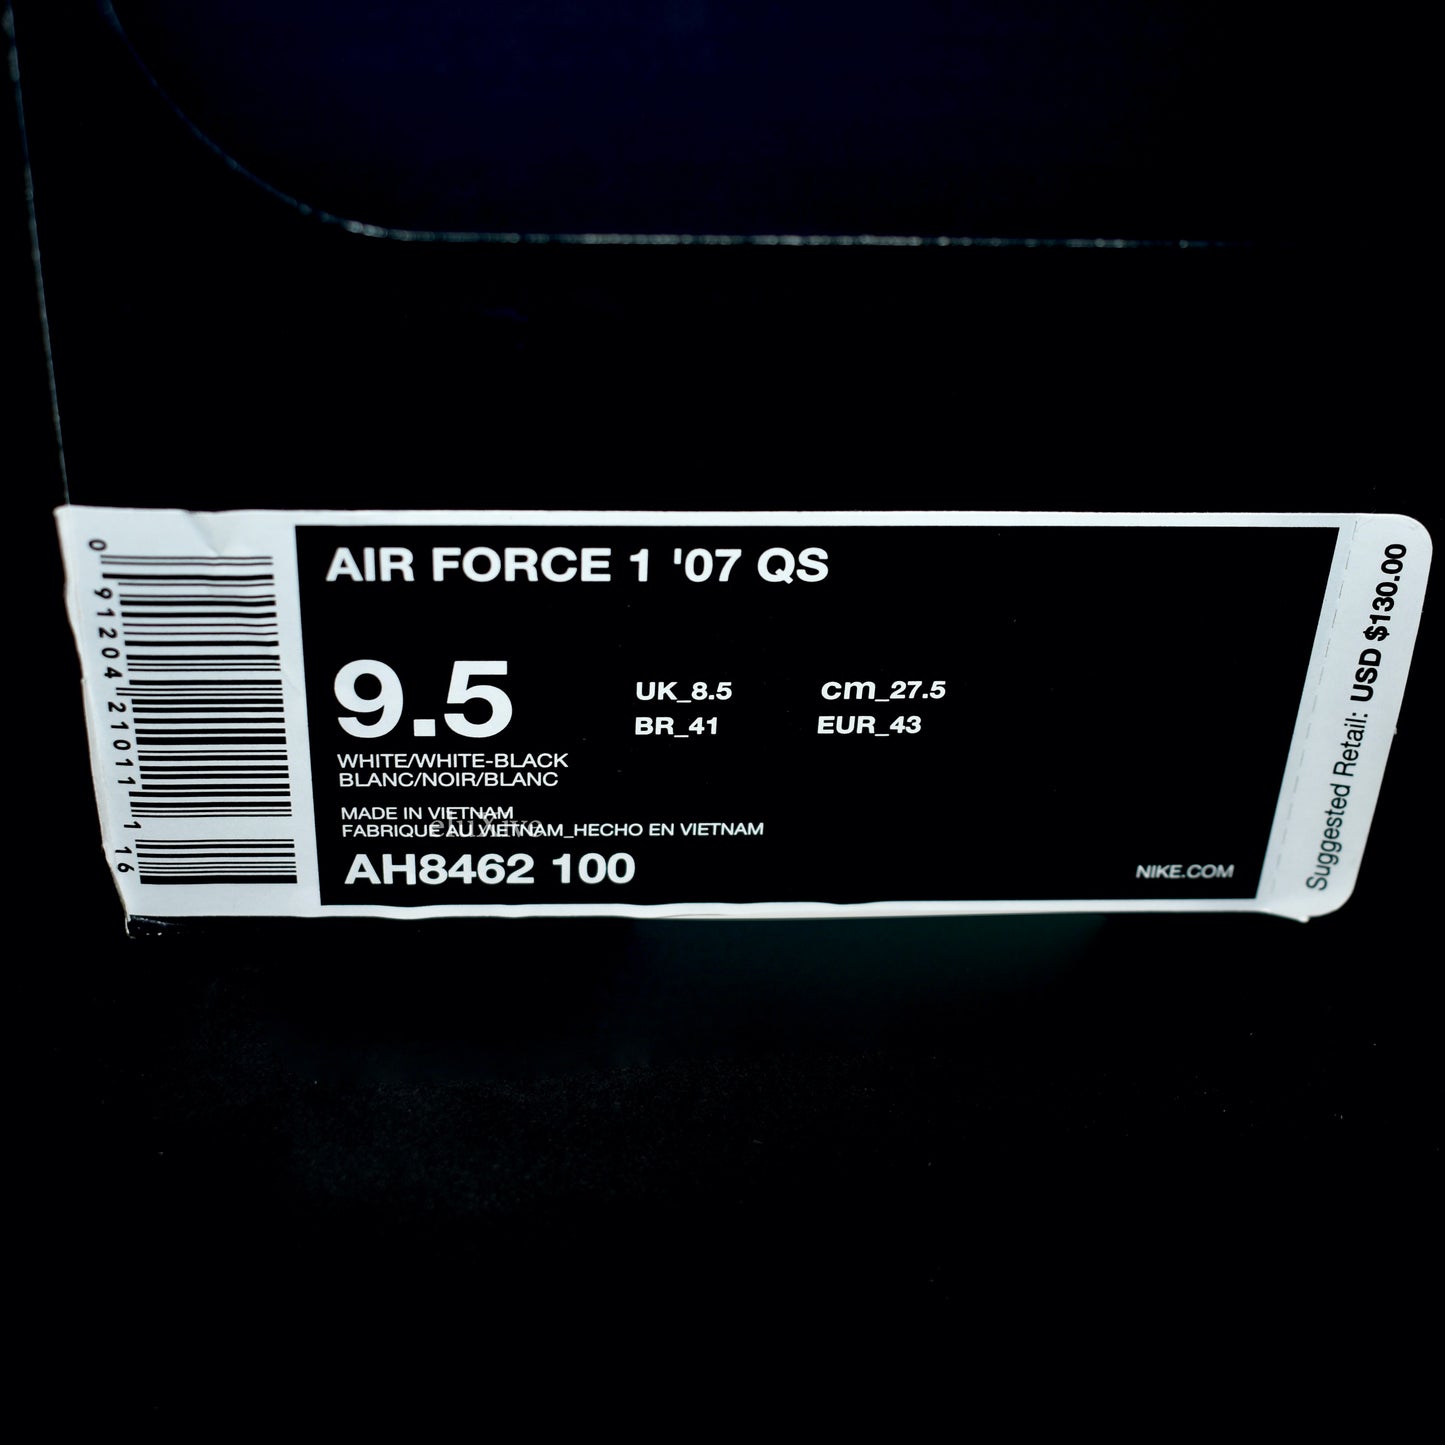 AIR FORCE 1 '07 QS
9.5
UK_8.5 cm_27.5
BR_41 EUR_43
WHITE/WHITE-BLACK
BLANC/NOIR/BLANC
MADE IN VIETNAM
FABRIQUE AU VIETNAM_HECHO EN VIETNAM
eluXive
AH8462 100
NIKE.COM
0 91204 21011 1 16
Suggested Retail: USD $130.00